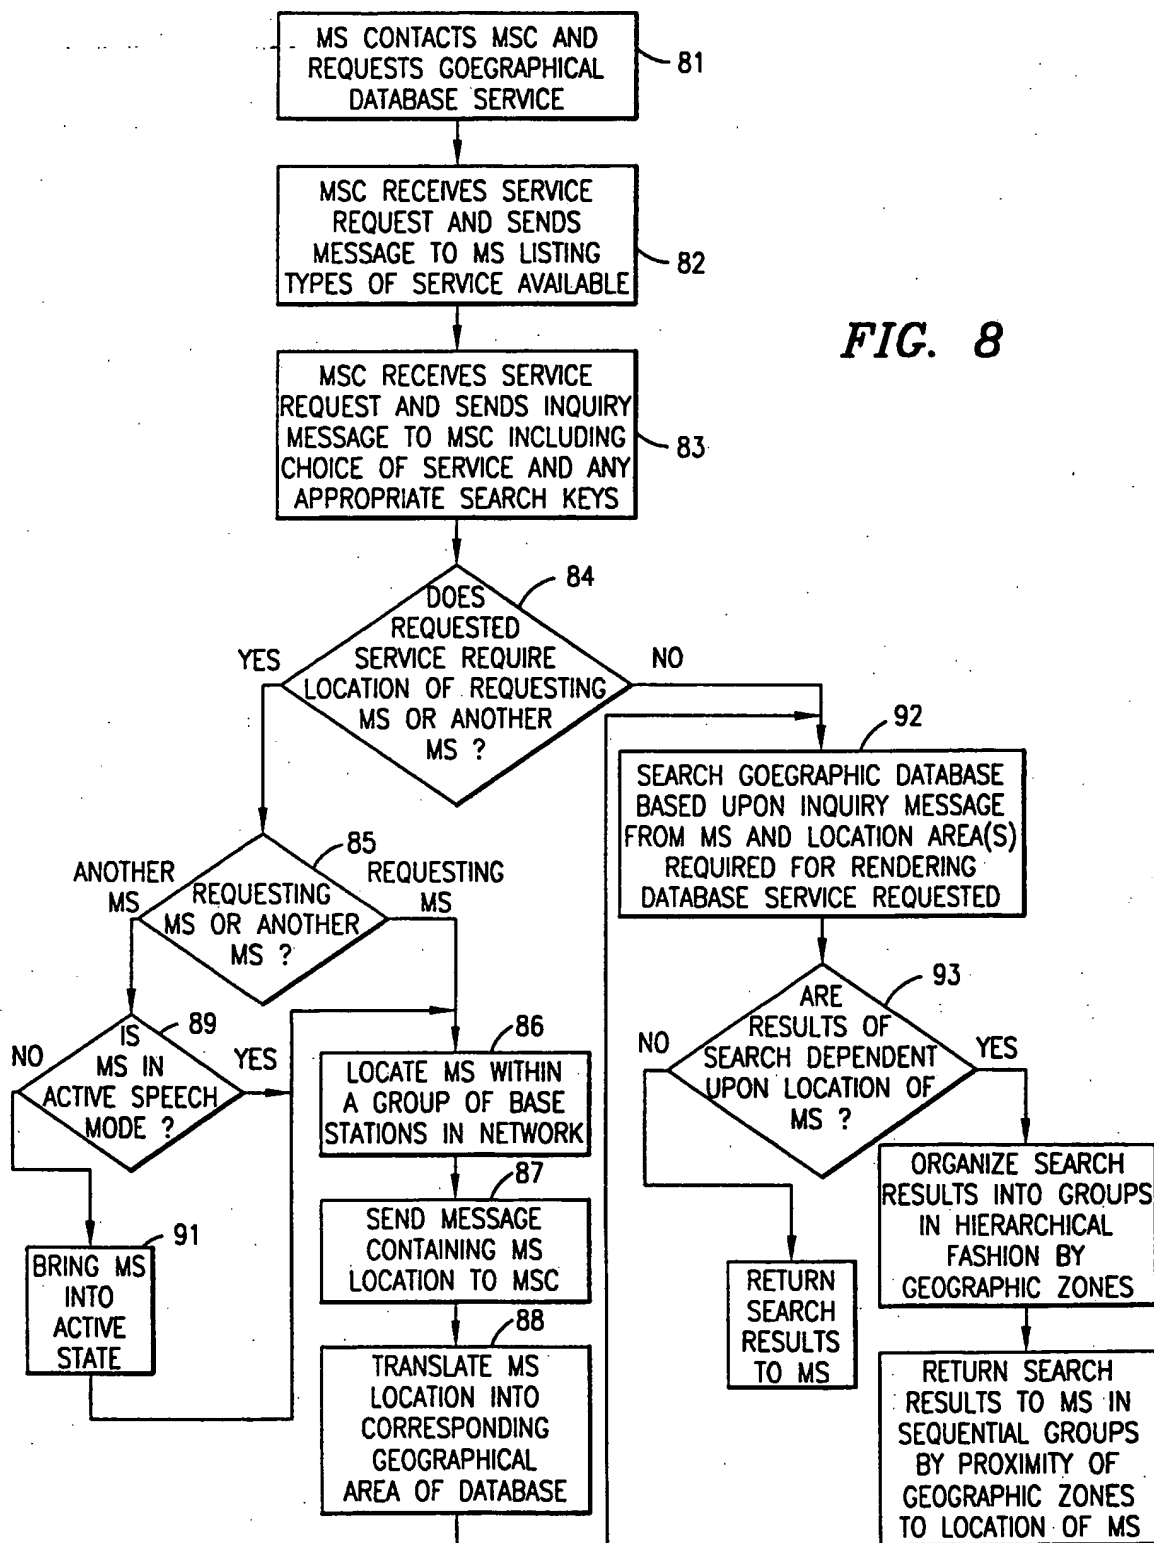 MS CONTACTS MSC AND
REQUESTS GOEGRAPHICAL
DATABASE SERVICE
81
MSC RECEIVES SERVICE
REQUEST AND SENDS
MESSAGE TO MS LISTING
TYPES OF SERVICE AVAILABLE
82
FIG. 8
MSC RECEIVES SERVICE
REQUEST AND SENDS INQUIRY
MESSAGE TO MSC INCLUDING
CHOICE OF SERVICE AND ANY
APPROPRIATE SEARCH KEYS
83
84
DOES
REQUESTED
SERVICE REQUIRE
LOCATION OF REQUESTING
MS OR ANOTHER
MS ?
YES
NO
85
ANOTHER
MS
REQUESTING
MS OR ANOTHER
MS ?
REQUESTING
MS
89
IS
MS IN
ACTIVE SPEECH
MODE ?
NO
YES
91
BRING MS
INTO
ACTIVE
STATE
86
LOCATE MS WITHIN
A GROUP OF BASE
STATIONS IN NETWORK
87
SEND MESSAGE
CONTAINING MS
LOCATION TO MSC
88
TRANSLATE MS
LOCATION INTO
CORRESPONDING
GEOGRAPHICAL
AREA OF DATABASE
92
SEARCH GOEGRAPHIC DATABASE
BASED UPON INQUIRY MESSAGE
FROM MS AND LOCATION AREA(S)
REQUIRED FOR RENDERING
DATABASE SERVICE REQUESTED
93
ARE
RESULTS OF
SEARCH DEPENDENT
UPON LOCATION OF
MS ?
NO
YES
RETURN
SEARCH
RESULTS
TO MS
ORGANIZE SEARCH
RESULTS INTO GROUPS
IN HIERARCHICAL
FASHION BY
GEOGRAPHIC ZONES
RETURN SEARCH
RESULTS TO MS IN
SEQUENTIAL GROUPS
BY PROXIMITY OF
GEOGRAPHIC ZONES
TO LOCATION OF MS